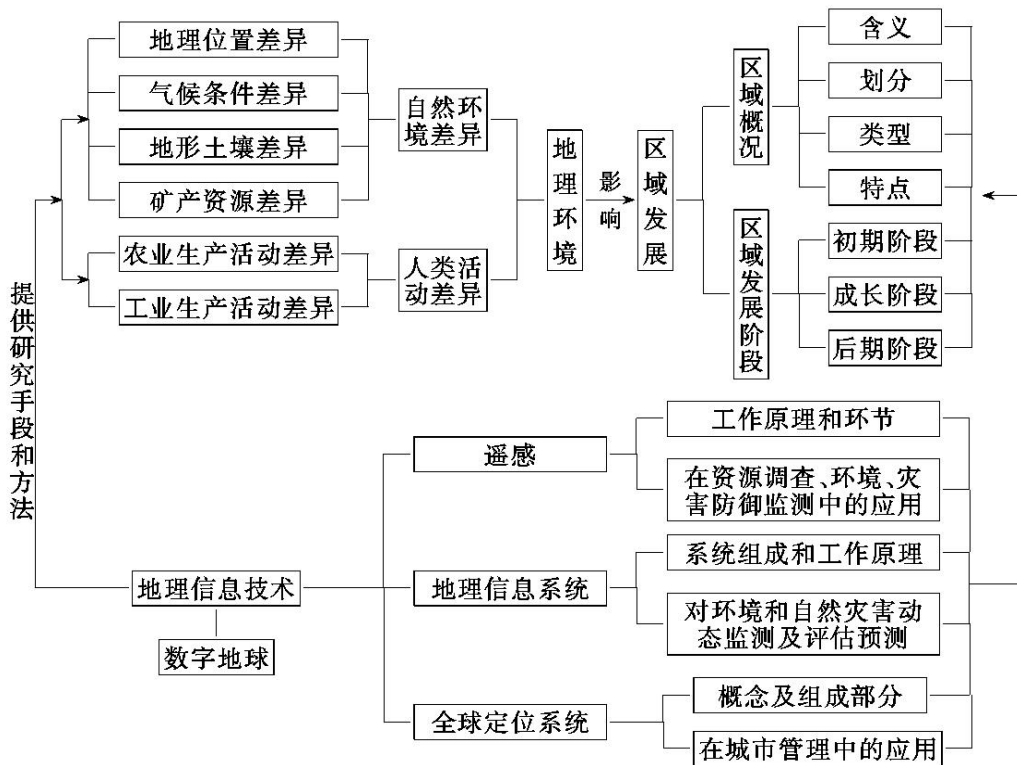 地理位置差异
气候条件差异
地形土壤差异
矿产资源差异
农业生产活动差异
工业生产活动差异
自然环
境差异
人类活
动差异
地理环境
影响
区域发展
区域概况
区域发展阶段
含义
划分
类型
特点
初期阶段
成长阶段
后期阶段
提供研究手段和方法
地理信息技术
数字地球
遥感
地理信息系统
全球定位系统
工作原理和环节
在资源调查、环境、灾
害防御监测中的应用
系统组成和工作原理
对环境和自然灾害动
态监测及评估预测
概念及组成部分
在城市管理中的应用